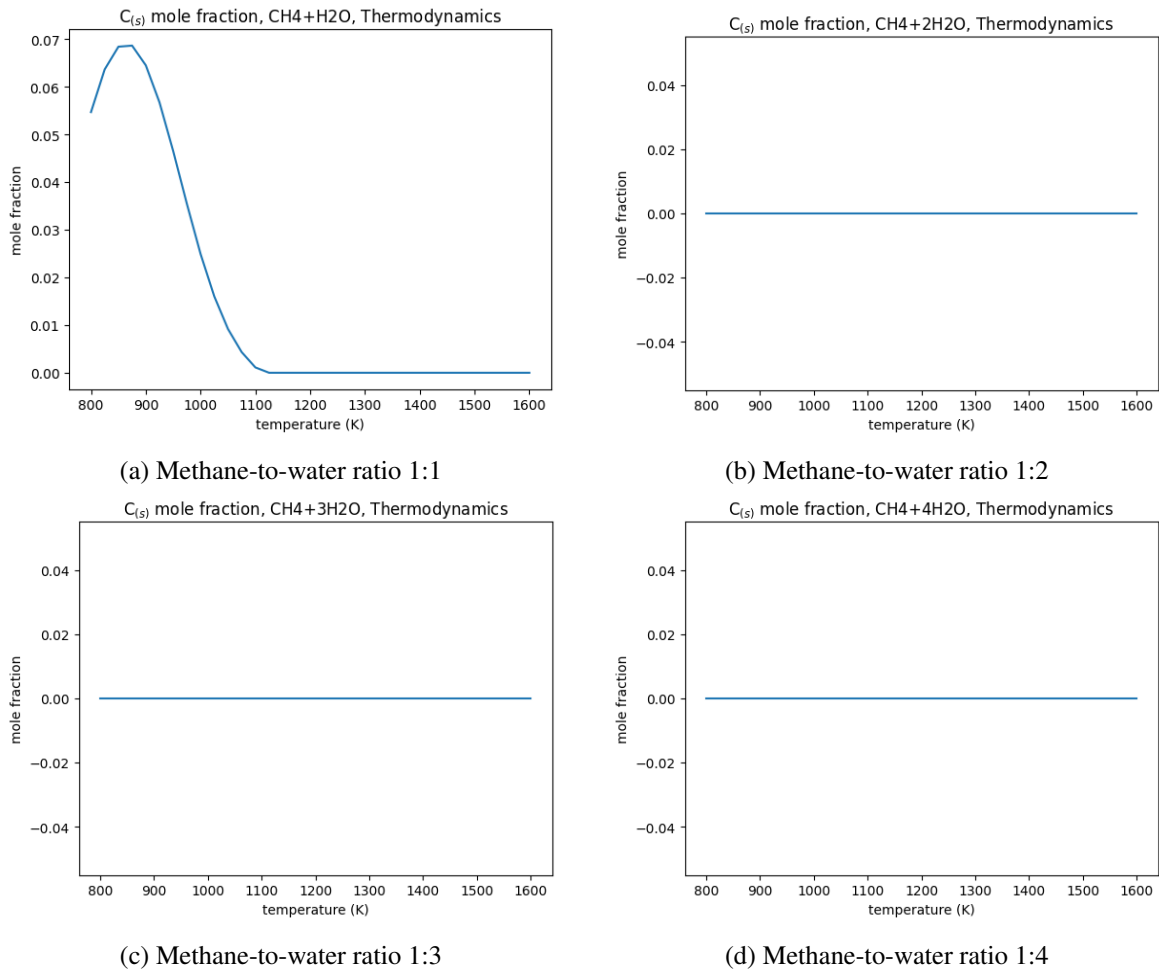 C(s) mole fraction, CH4+H2O, Thermodynamics
0.07
0.06
0.05
0.04
0.03
0.02
0.01
0.00
mole fraction
800 900 1000 1100 1200 1300 1400 1500 1600
temperature (K)
(a) Methane-to-water ratio 1:1
C(s) mole fraction, CH4+2H2O, Thermodynamics
0.04
0.02
0.00
−0.02
−0.04
mole fraction
800 900 1000 1100 1200 1300 1400 1500 1600
temperature (K)
(b) Methane-to-water ratio 1:2
C(s) mole fraction, CH4+3H2O, Thermodynamics
0.04
0.02
0.00
−0.02
−0.04
mole fraction
800 900 1000 1100 1200 1300 1400 1500 1600
temperature (K)
(c) Methane-to-water ratio 1:3
C(s) mole fraction, CH4+4H2O, Thermodynamics
0.04
0.02
0.00
−0.02
−0.04
mole fraction
800 900 1000 1100 1200 1300 1400 1500 1600
temperature (K)
(d) Methane-to-water ratio 1:4